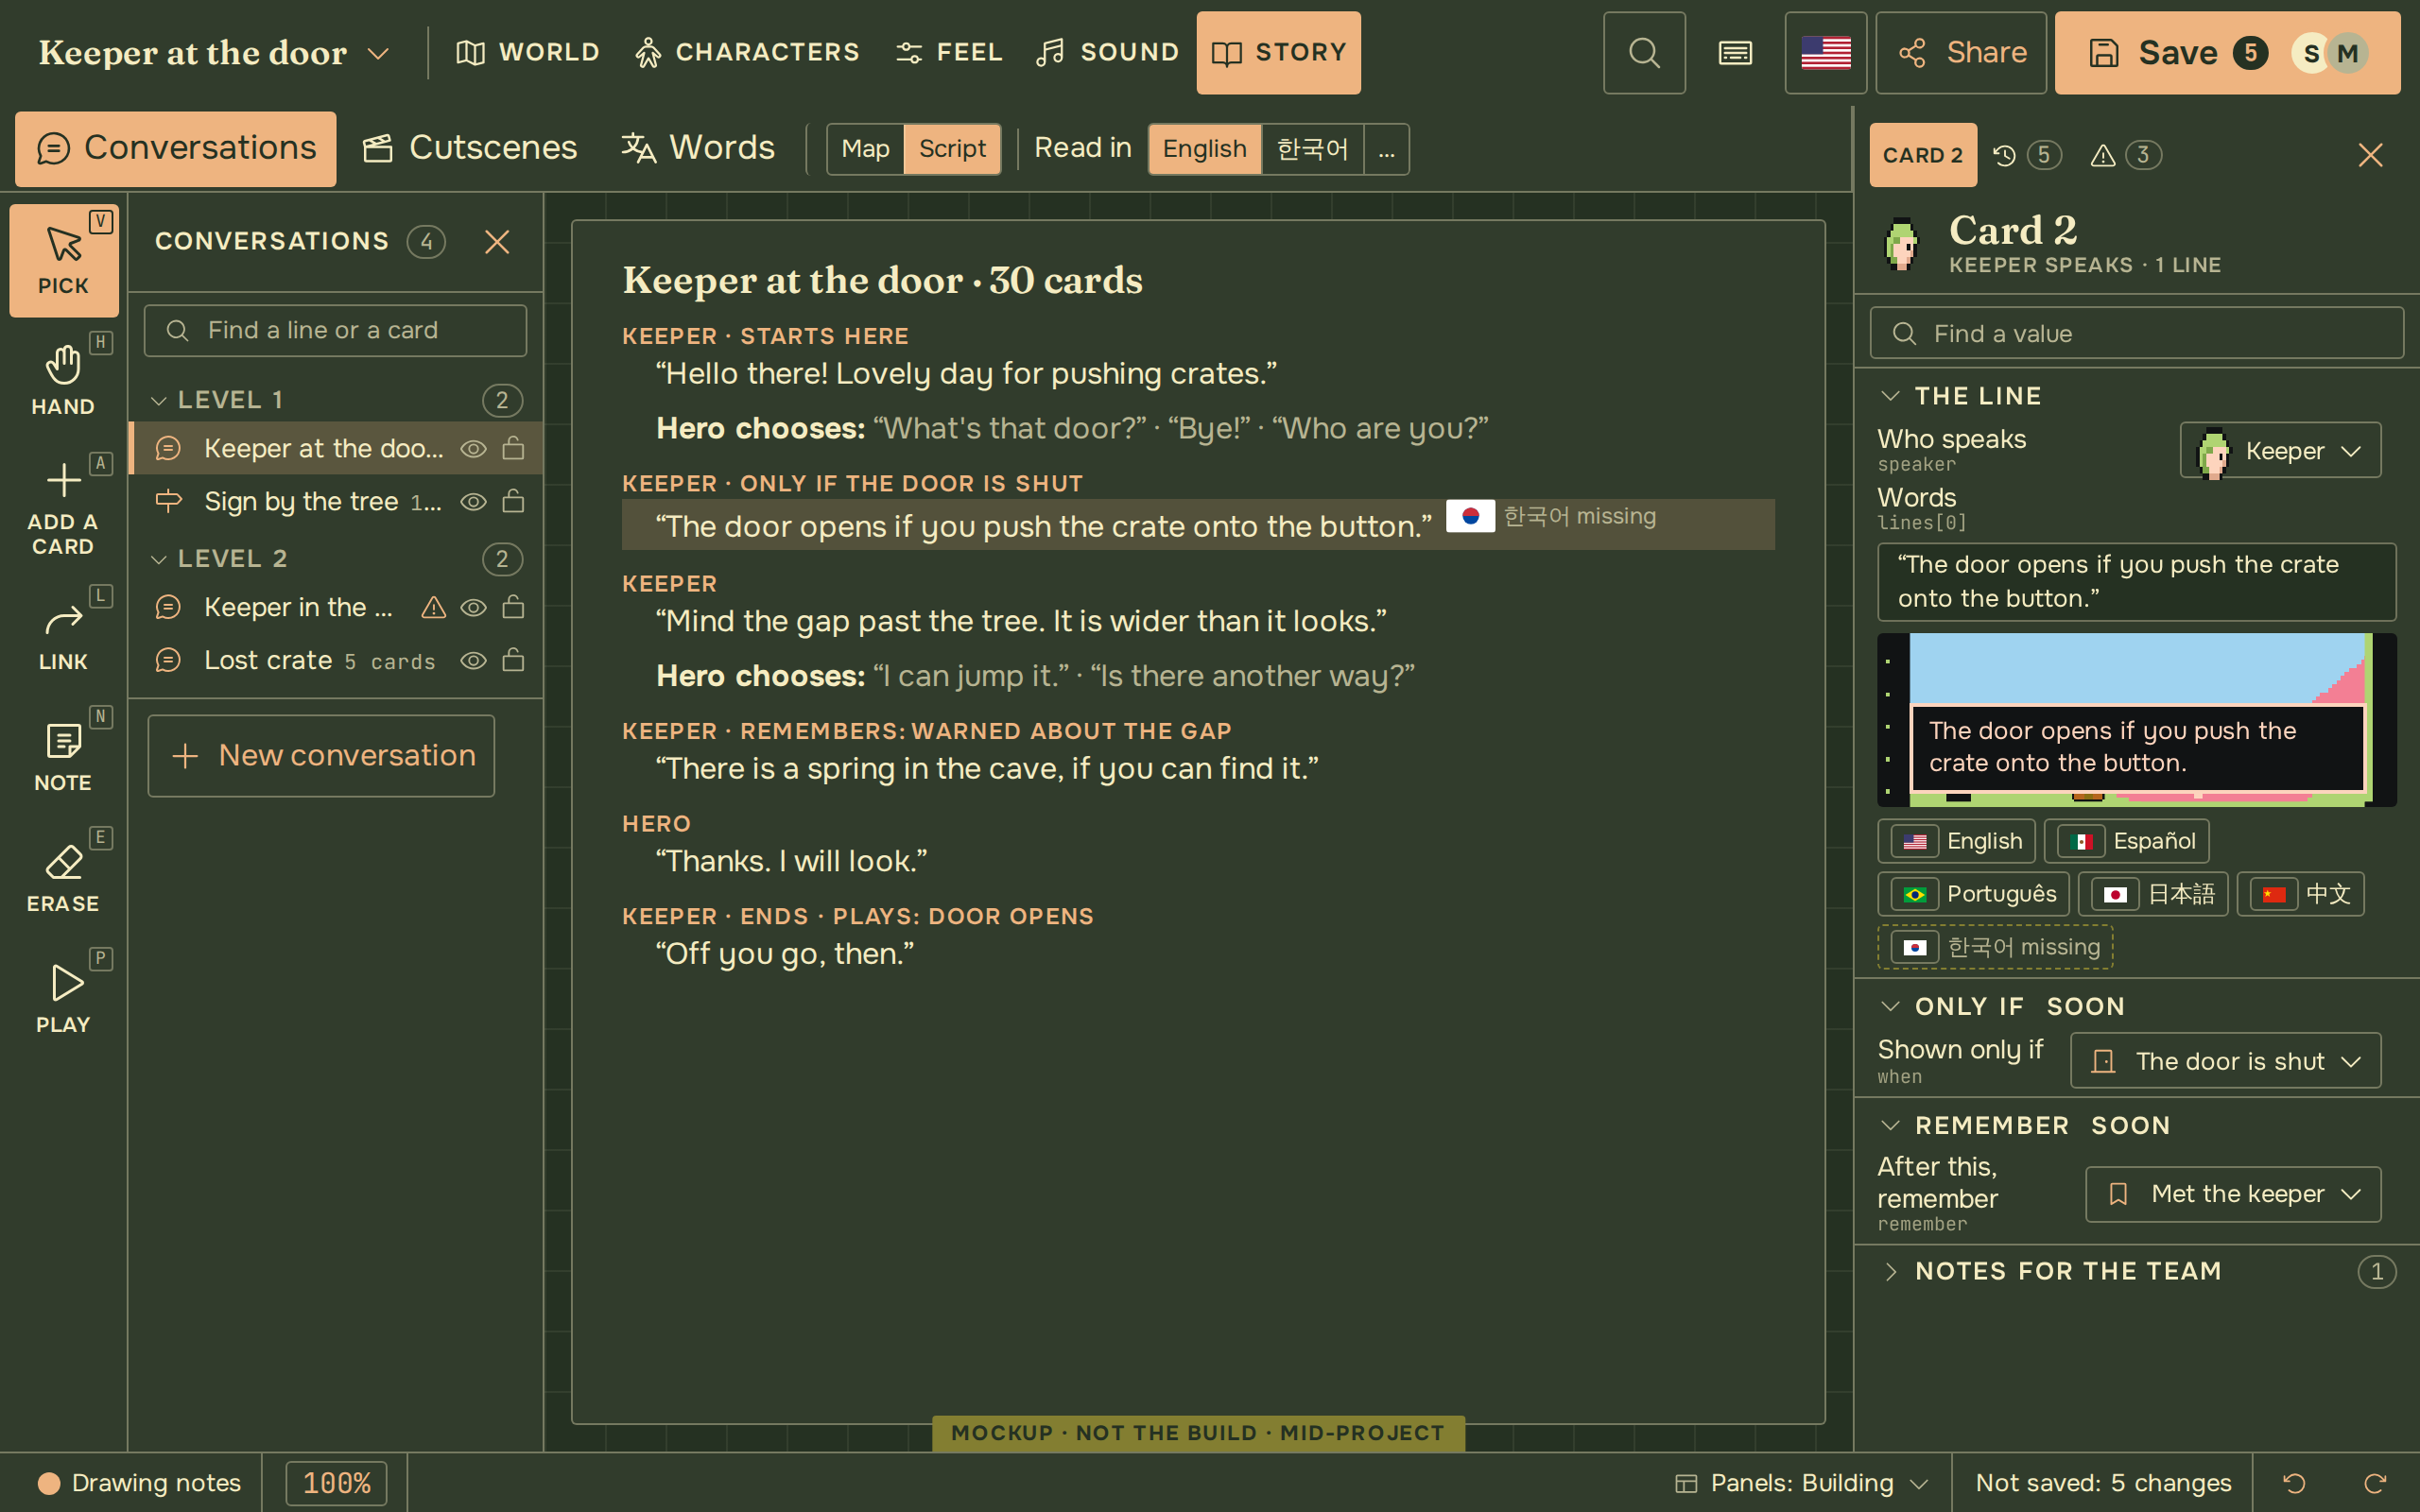 Keeper at the door
WORLD
CHARACTERS
FEEL
SOUND
STORY
Share
Save 5
S M
Conversations
Cutscenes
Words
Map Script
Read in
English 한국어 ...
CARD 2
5
3
V
PICK
H
HAND
A
ADD A
CARD
L
LINK
N
NOTE
E
ERASE
P
PLAY
CONVERSATIONS 4
Find a line or a card
LEVEL 1 2
Keeper at the doo...
Sign by the tree 1...
LEVEL 2 2
Keeper in the ...
Lost crate 5 cards
New conversation
Keeper at the door · 30 cards
KEEPER · STARTS HERE
“Hello there! Lovely day for pushing crates.”
Hero chooses: “What's that door?” · “Bye!” · “Who are you?”
KEEPER · ONLY IF THE DOOR IS SHUT
“The door opens if you push the crate onto the button.” 한국어 missing
KEEPER
“Mind the gap past the tree. It is wider than it looks.”
Hero chooses: “I can jump it.” · “Is there another way?”
KEEPER · REMEMBERS: WARNED ABOUT THE GAP
“There is a spring in the cave, if you can find it.”
HERO
“Thanks. I will look.”
KEEPER · ENDS · PLAYS: DOOR OPENS
“Off you go, then.”
MOCKUP · NOT THE BUILD · MID-PROJECT
Card 2
KEEPER SPEAKS · 1 LINE
Find a value
THE LINE
Who speaks
speaker
Keeper
Words
lines[0]
“The door opens if you push the crate
onto the button.”
The door opens if you push the
crate onto the button.
English
Español
Português
日本語
中文
한국어 missing
ONLY IF SOON
Shown only if
when
The door is shut
REMEMBER SOON
After this,
remember
remember
Met the keeper
NOTES FOR THE TEAM 1
Drawing notes
100%
Panels: Building
Not saved: 5 changes